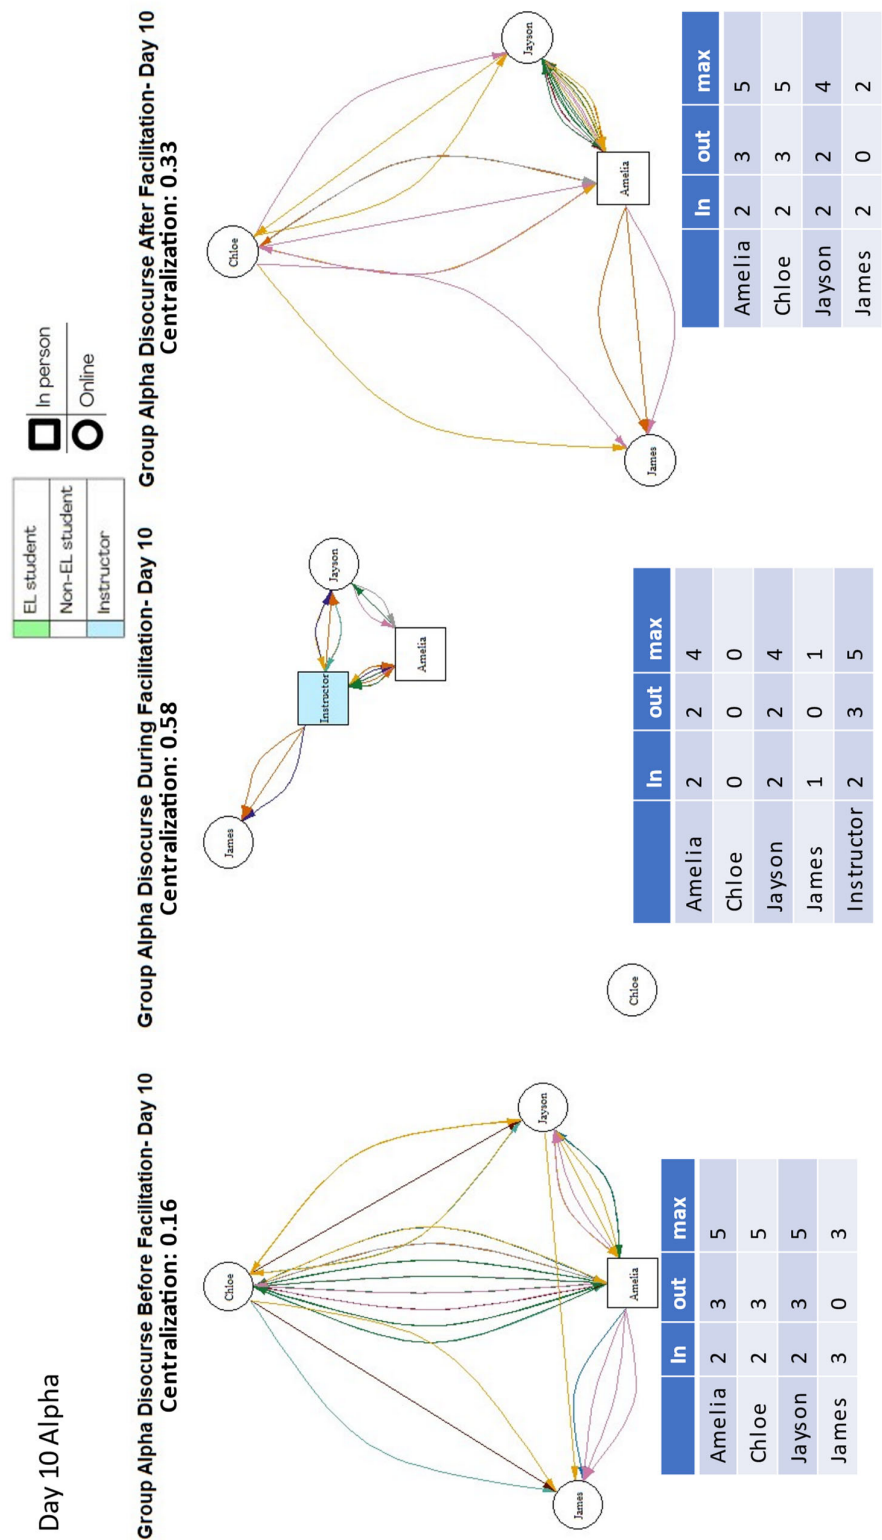 Day 10 Alpha
EL student
Non-EL student
Instructor
In person
Online
Group Alpha Disocurse Before Facilitation- Day 10
Centralization: 0.16
Chloe
Jayson
Amelia
James
In out max
Amelia 2 3 5
Chloe 2 3 5
Jayson 2 3 5
James 3 0 3
Group Alpha Disocurse During Facilitation- Day 10
Centralization: 0.58
James
Jayson
Instructor
Amelia
Chloe
In out max
Amelia 2 2 4
Chloe 0 0 0
Jayson 2 2 4
James 1 0 1
Instructor 2 3 5
Group Alpha Disocurse After Facilitation- Day 10
Centralization: 0.33
Chloe
Jayson
Amelia
James
In out max
Amelia 2 3 5
Chloe 2 3 5
Jayson 2 2 4
James 2 0 2